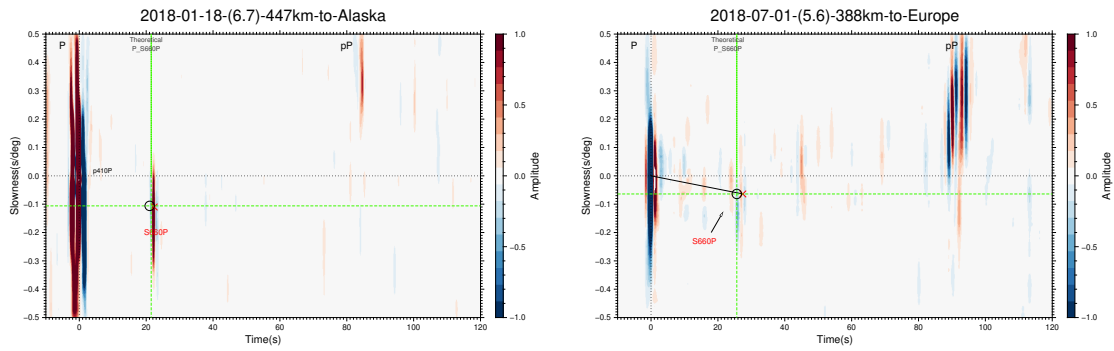 2018-01-18-(6.7)-447km-to-Alaska
P
Theoretical
P_S660P
pP
p410P
S660P
0.5
0.4
0.3
0.2
0.1
0.0
−0.1
−0.2
−0.3
−0.4
−0.5
Slowness(s/deg)
0 20 40 60 80 100 120
Time(s)
1.0
0.5
0.0
−0.5
−1.0
Amplitude
2018-07-01-(5.6)-388km-to-Europe
P
Theoretical
P_S660P
pP
S660P
0.5
0.4
0.3
0.2
0.1
0.0
−0.1
−0.2
−0.3
−0.4
−0.5
Slowness(s/deg)
0 20 40 60 80 100 120
Time(s)
1.0
0.5
0.0
−0.5
−1.0
Amplitude